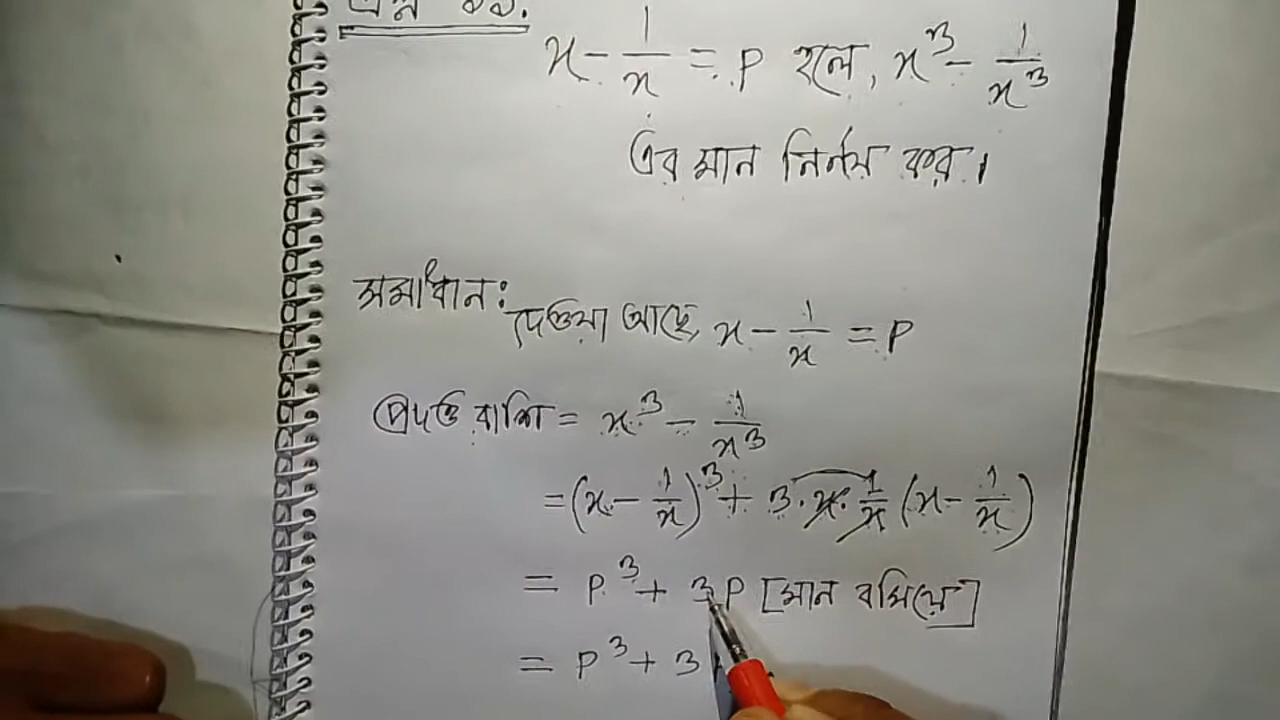 x - 1/x = P হলে, x³ - 1/x³
এর মান নির্নয় কর।
সমাধান:
দেওয়া আছে, x - 1/x = P
প্রদত্ত রাশি = x³ - 1/x³
= (x - 1/x)³ + 3·x·1/x (x - 1/x)
= P³ + 3P [মান বসিয়ে]
= P³ + 3